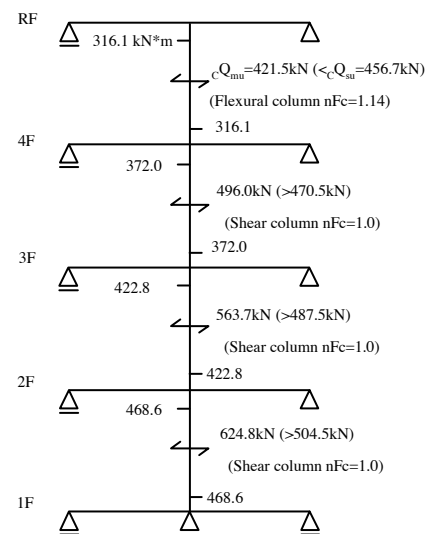 RF
316.1 kN*m
CQmu=421.5kN (<CQsu=456.7kN)
(Flexural column nFc=1.14)
316.1
4F
372.0
496.0kN (>470.5kN)
(Shear column nFc=1.0)
372.0
3F
422.8
563.7kN (>487.5kN)
(Shear column nFc=1.0)
422.8
2F
468.6
624.8kN (>504.5kN)
(Shear column nFc=1.0)
468.6
1F